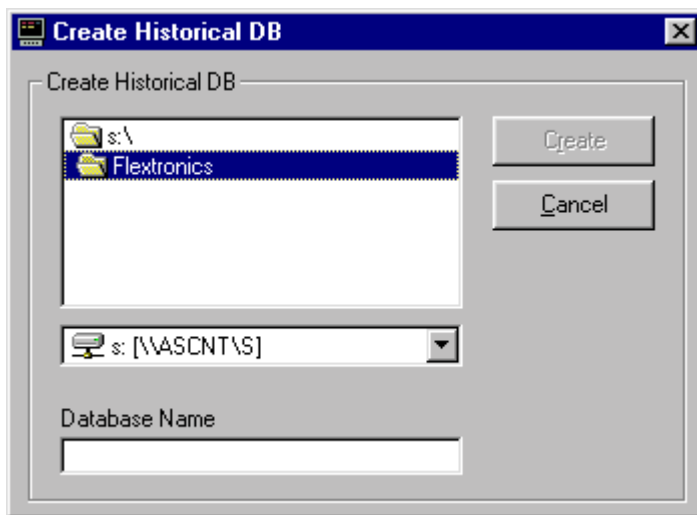 Create Historical DB
Create Historical DB
s:\
Flextronics
Create
Cancel
s: [\\ASCNT\S]
Database Name